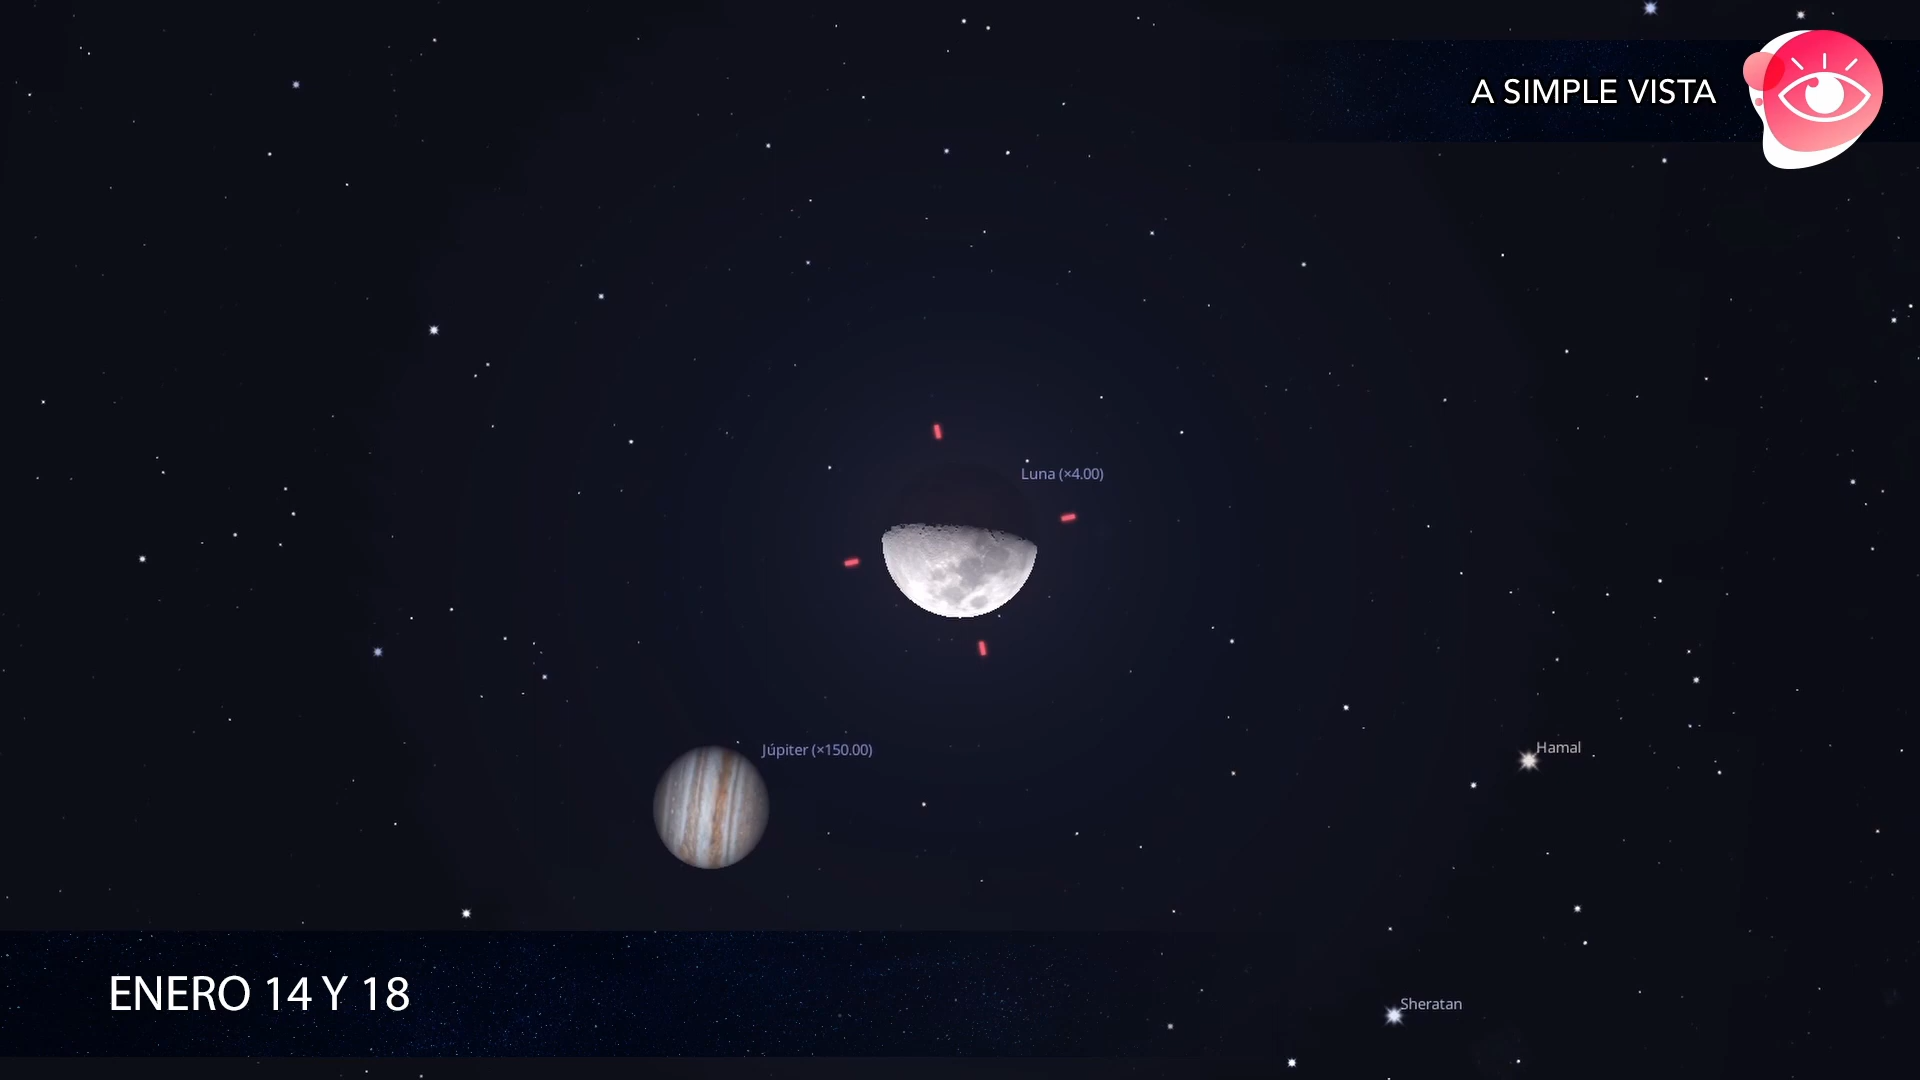 A SIMPLE VISTA
Luna (×4.00)
Júpiter (×150.00)
Hamal
ENERO 14 Y 18
Sheratan